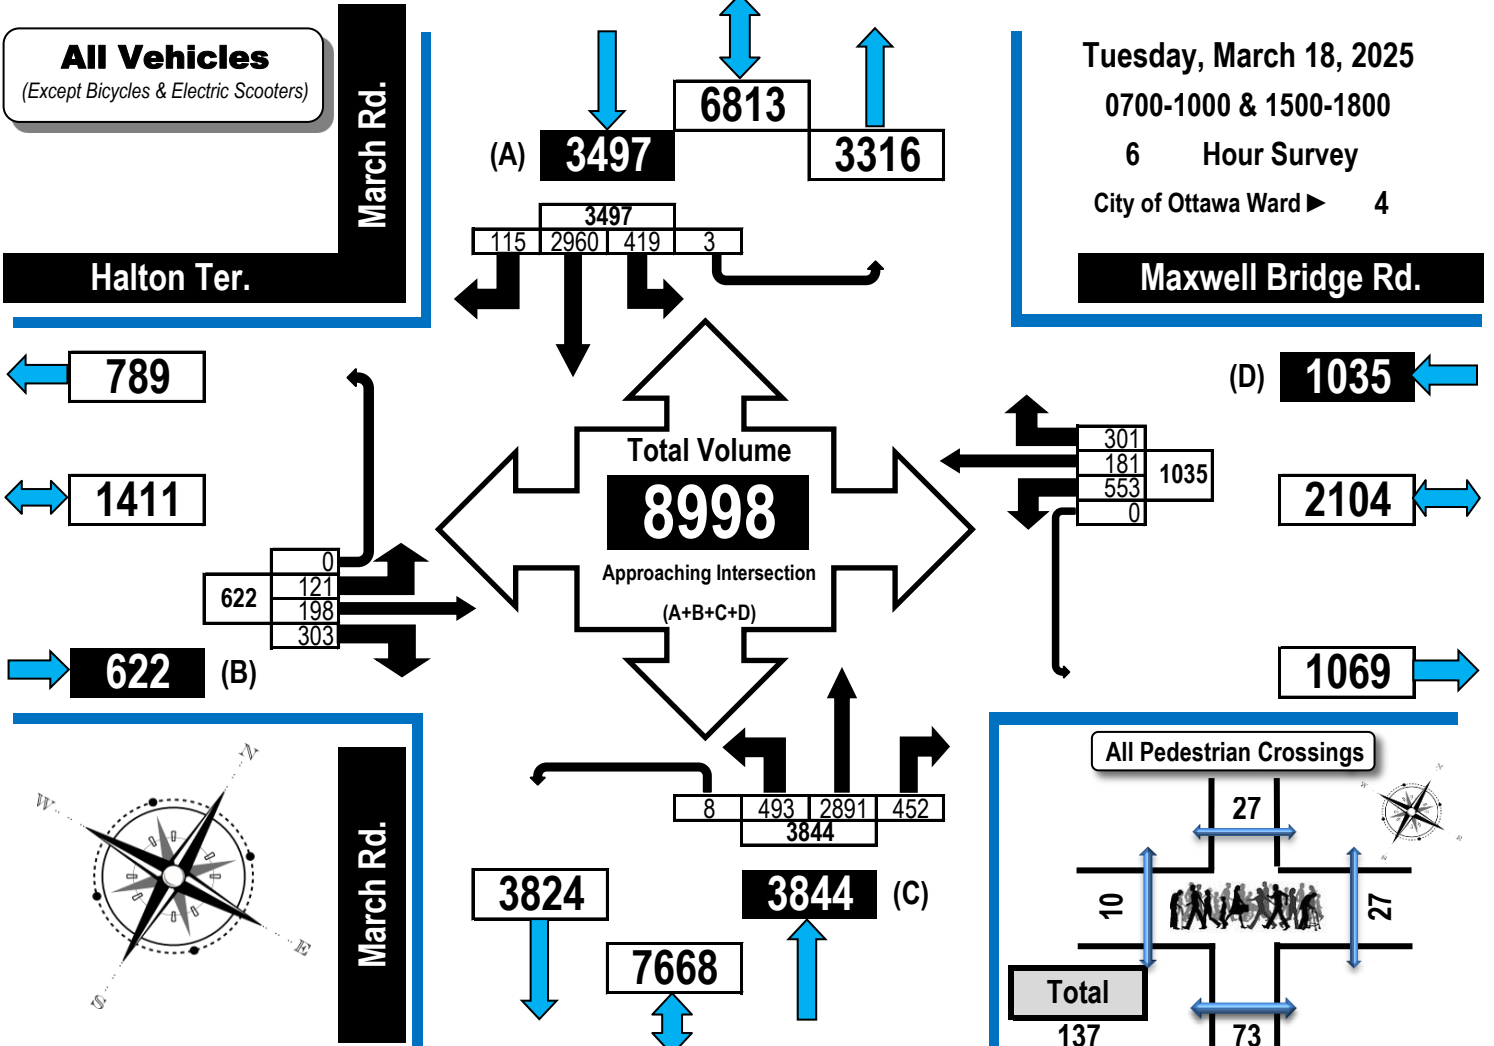 All Vehicles
(Except Bicycles & Electric Scooters)
March Rd.
Halton Ter.
6813
(A) 3497
3316
3497
115 2960 419 3
Tuesday, March 18, 2025
0700-1000 & 1500-1800
6 Hour Survey
City of Ottawa Ward ► 4
Maxwell Bridge Rd.
789
1411
0
121
198
303
622
622 (B)
Total Volume
8998
Approaching Intersection
(A+B+C+D)
(D) 1035
301
181
553
0
1035
2104
1069
8 493 2891 452
3844
3824
3844 (C)
7668
N
W
E
S
March Rd.
All Pedestrian Crossings
27
N
W
E
S
10
27
Total
137
73